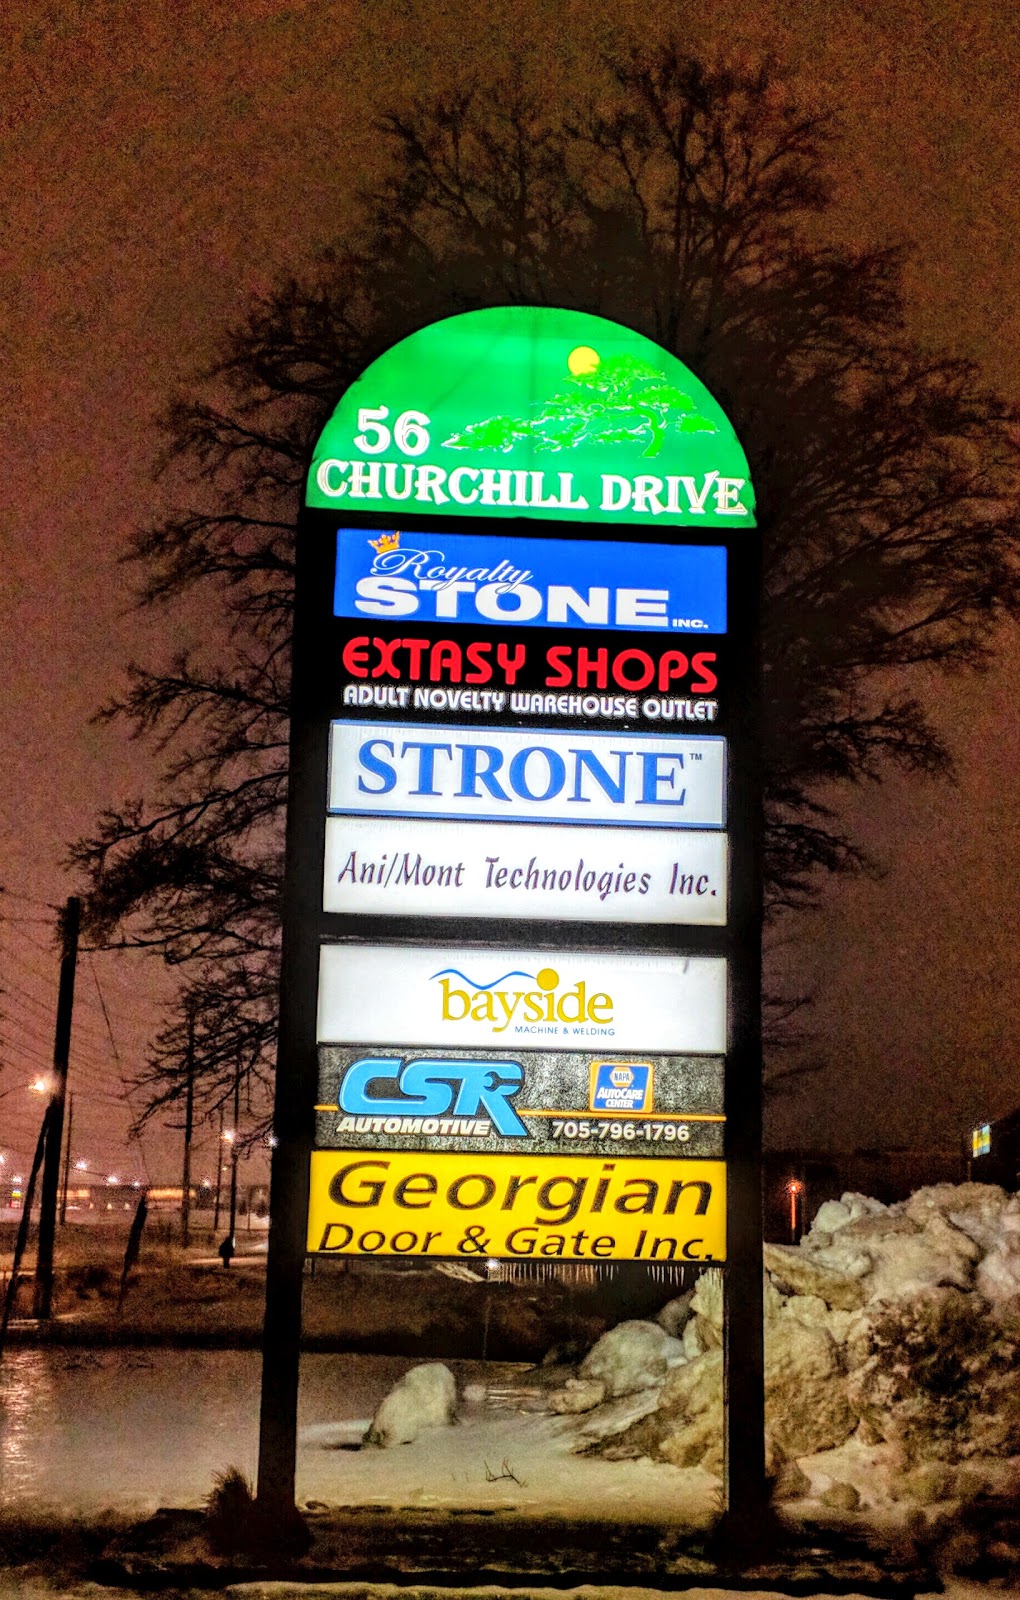 56
CHURCHILL DRIVE
Royalty
STONE INC.
EXTASY SHOPS
ADULT NOVELTY WAREHOUSE OUTLET
STRONE™
Ani/Mont Technologies Inc.
bayside
MACHINE & WELDING
CSR
AUTOMOTIVE
NAPA
AUTOCARE
CENTER
705-796-1796
Georgian
Door & Gate Inc.